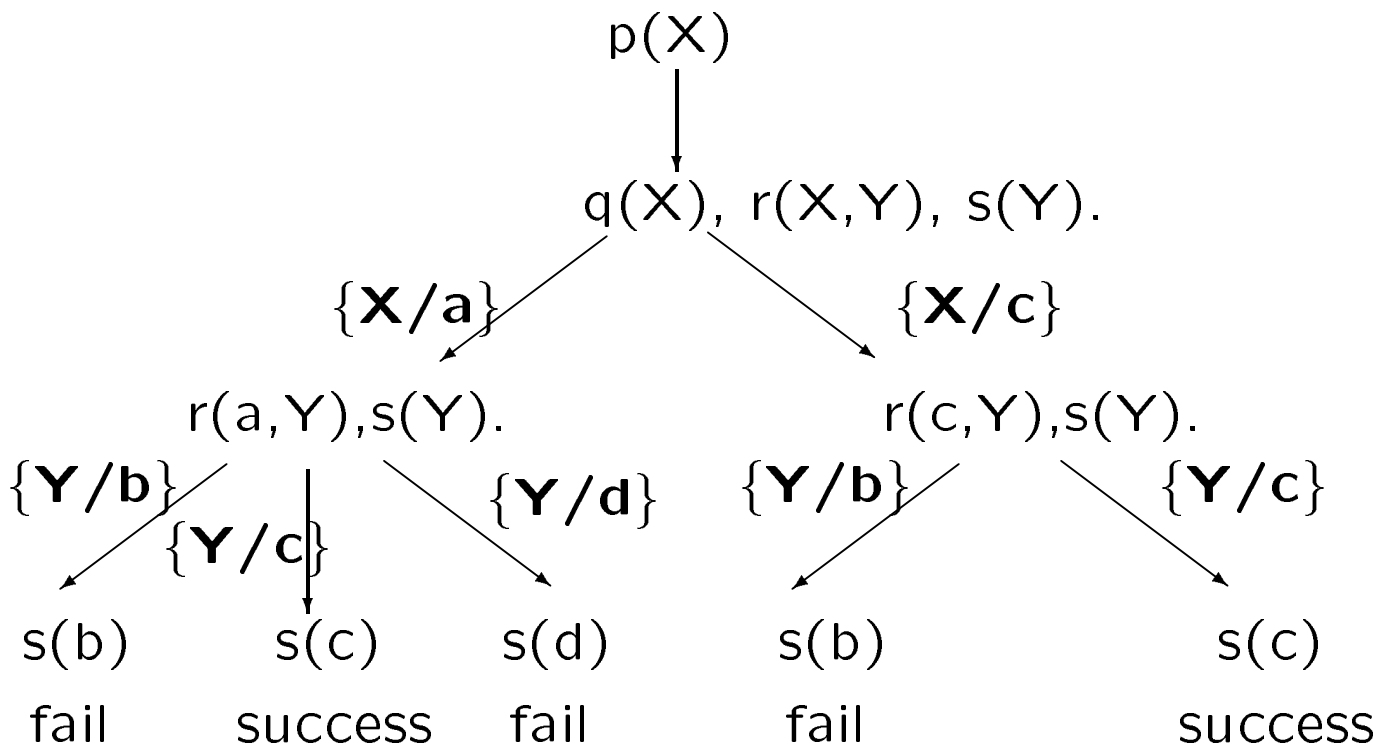 p(X)
q(X), r(X,Y), s(Y).
{X/a} {X/c}
r(a,Y),s(Y). r(c,Y),s(Y).
{Y/b} {Y/c} {Y/d} {Y/b} {Y/c}
s(b) s(c) s(d) s(b) s(c)
fail success fail fail success